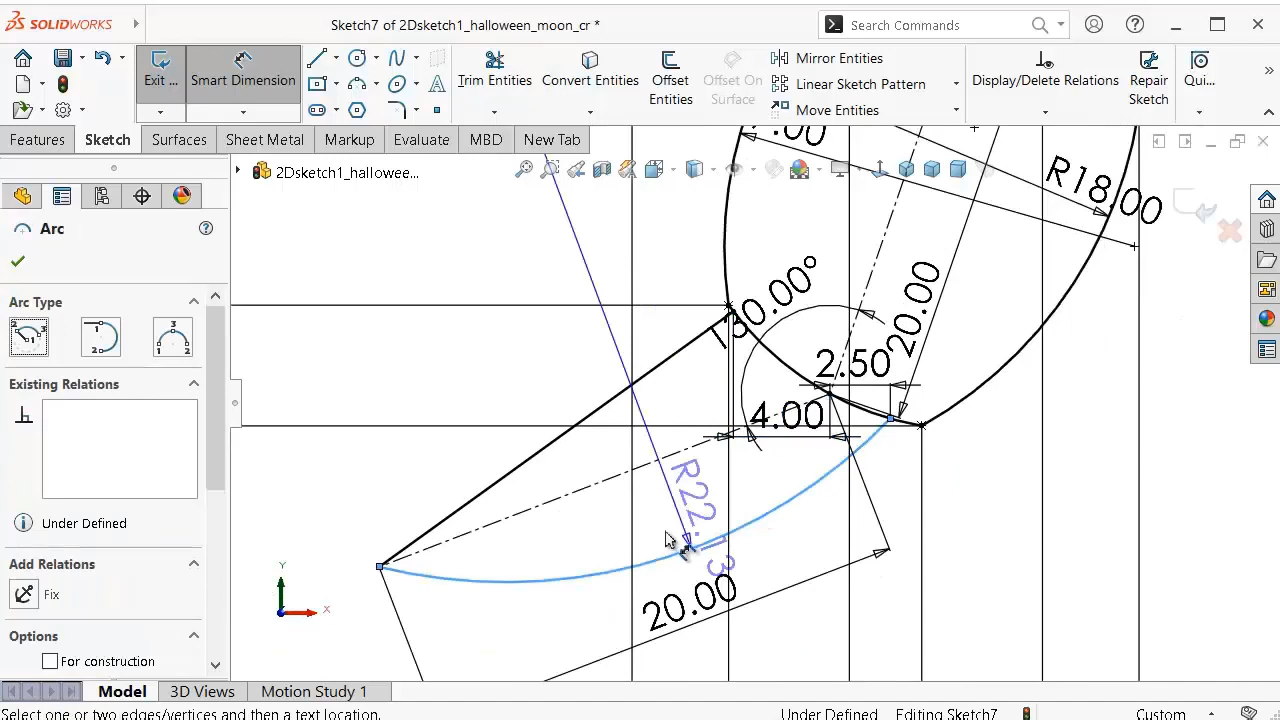 SOLIDWORKS
Sketch7 of 2Dsketch1_halloween_moon_cr *
Search Commands
Exit ...
Smart Dimension
Trim Entities
Convert Entities
Offset Entities
Offset On Surface
Mirror Entities
Linear Sketch Pattern
Move Entities
Display/Delete Relations
Repair Sketch
Qui...
Features
Sketch
Surfaces
Sheet Metal
Markup
Evaluate
MBD
New Tab
2Dsketch1_hallowee...
Arc
Arc Type
Existing Relations
Under Defined
Add Relations
Fix
Options
For construction
R18.00
20.00
2.50
4.00
R22.13
20.00
Y
X
Model
3D Views
Motion Study 1
Select one or two edges/vertices and then a text location.
Under Defined
Editing Sketch7
Custom